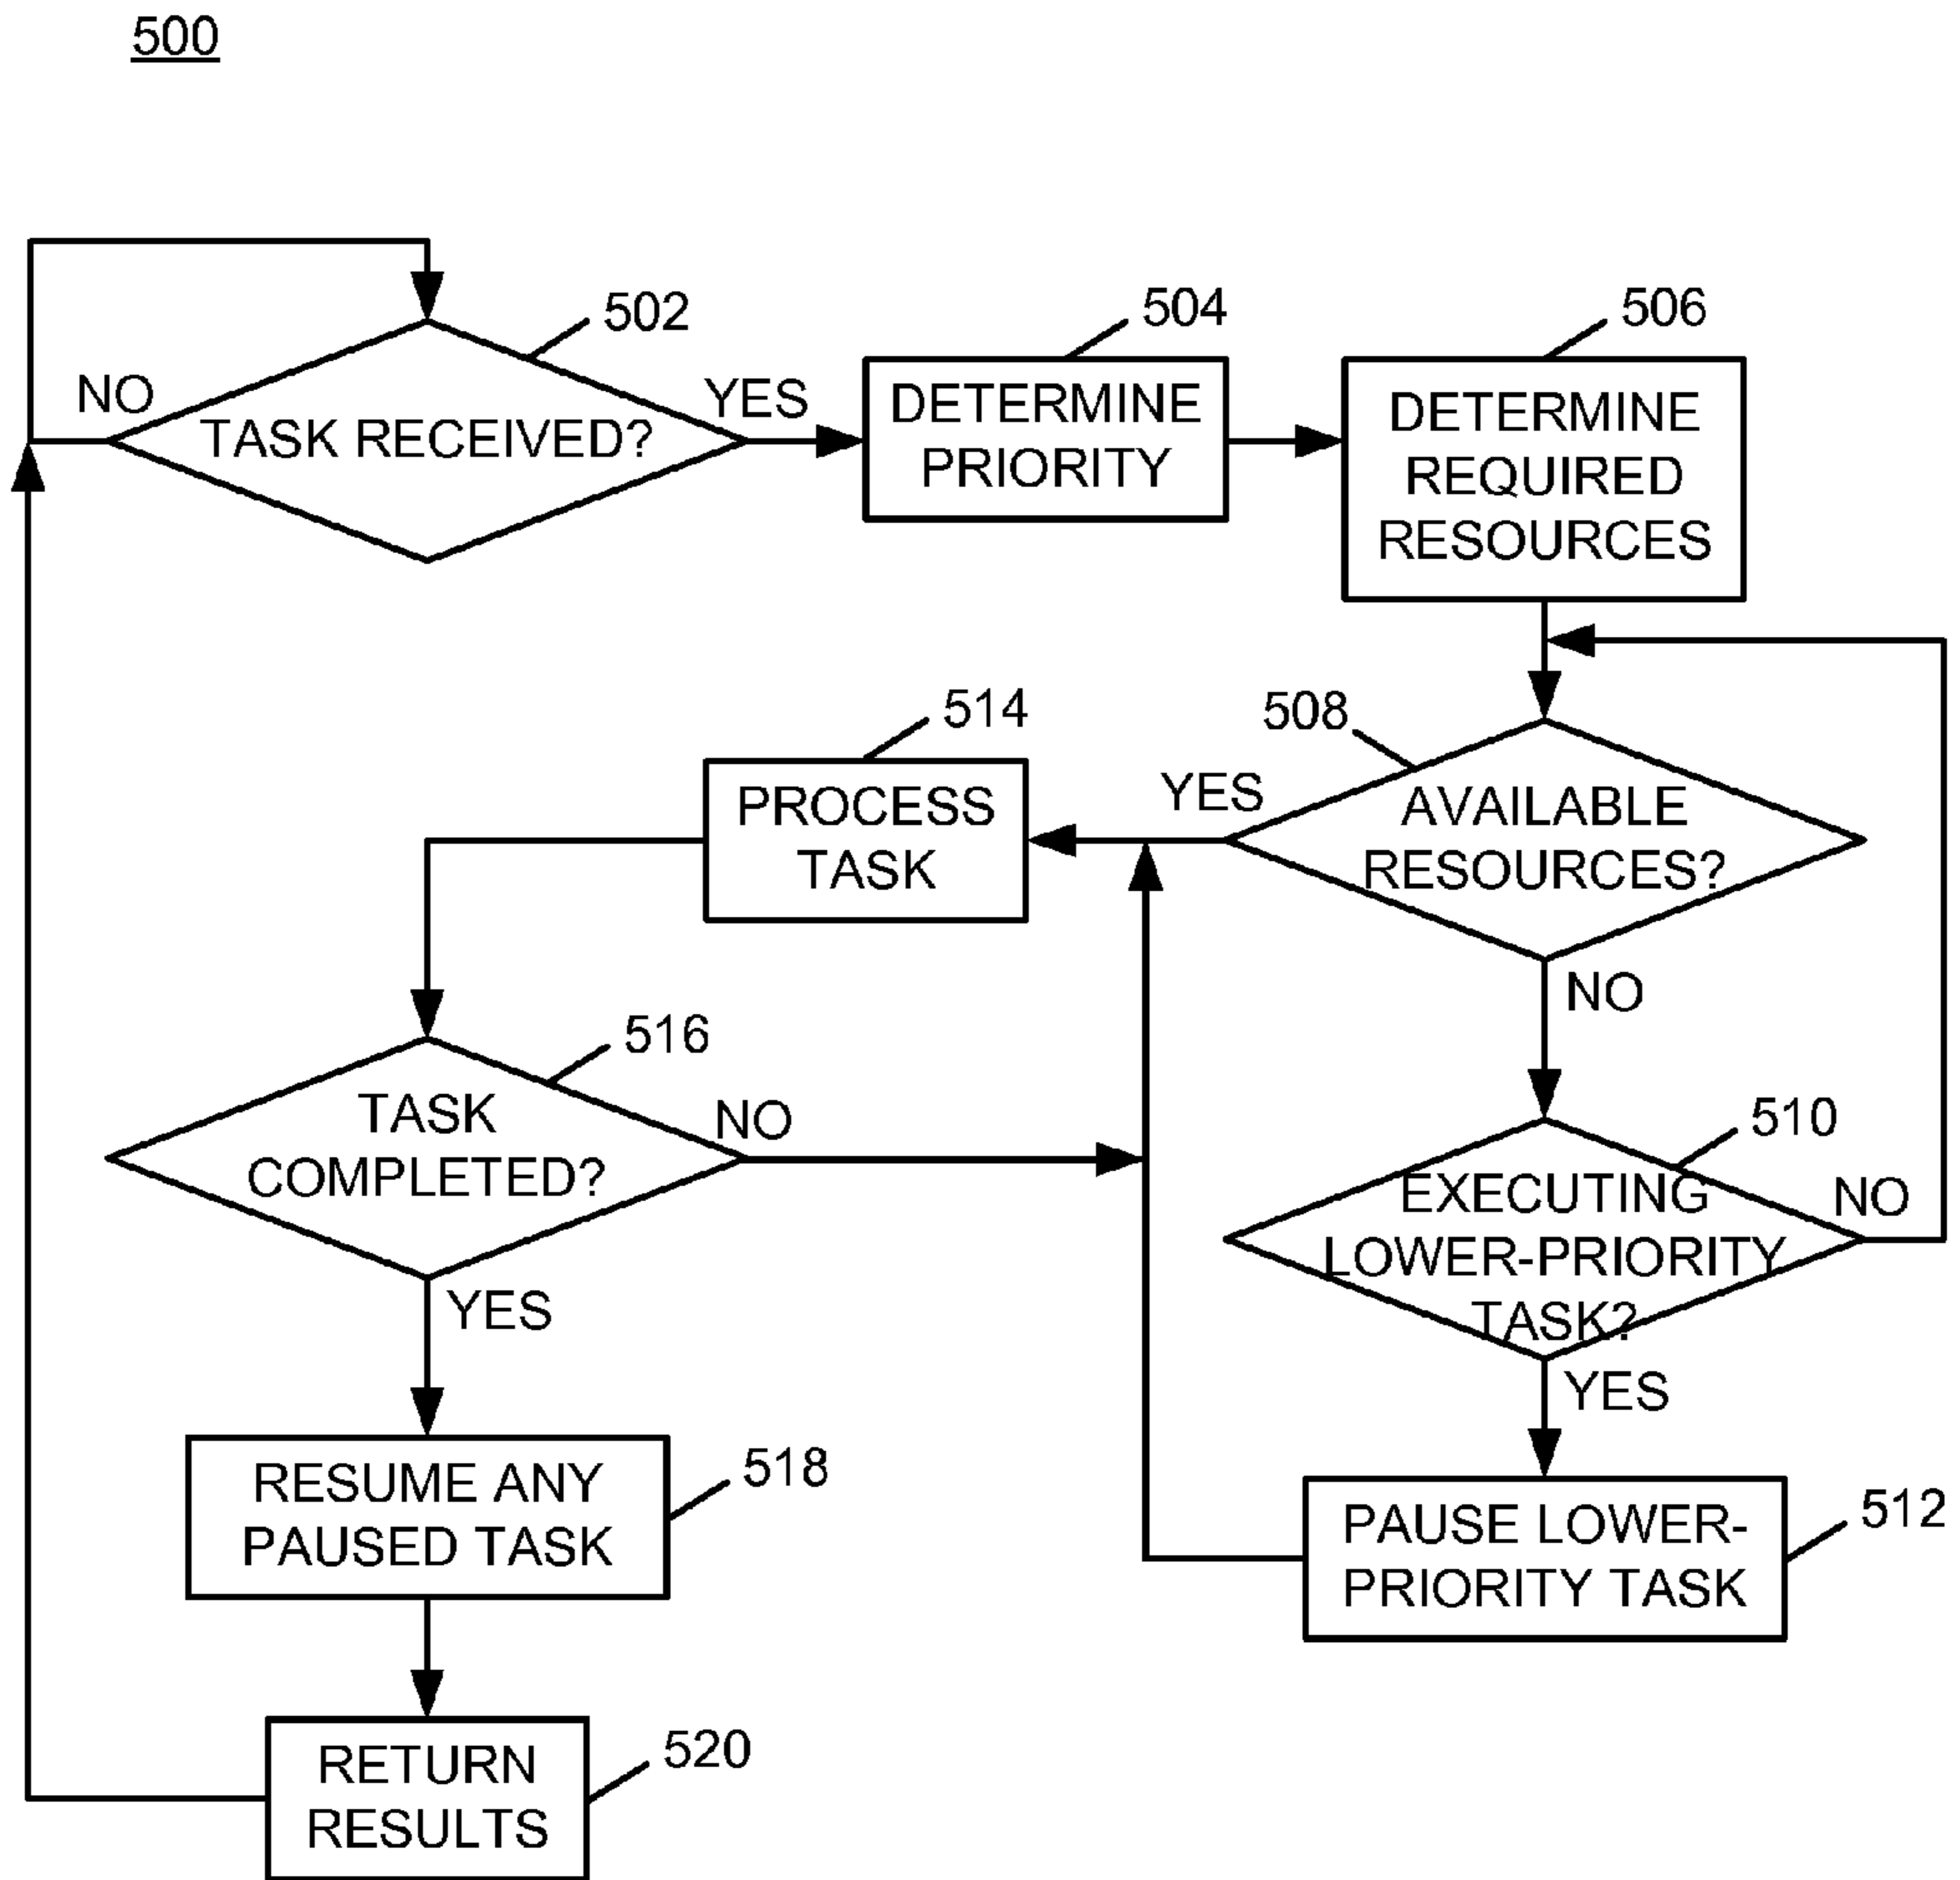 500
502
NO
TASK RECEIVED?
YES
504
DETERMINE
PRIORITY
506
DETERMINE
REQUIRED
RESOURCES
508
AVAILABLE
RESOURCES?
YES
NO
514
PROCESS
TASK
510
EXECUTING
LOWER-PRIORITY
TASK?
NO
YES
512
PAUSE LOWER-
PRIORITY TASK
516
TASK
COMPLETED?
NO
YES
518
RESUME ANY
PAUSED TASK
520
RETURN
RESULTS